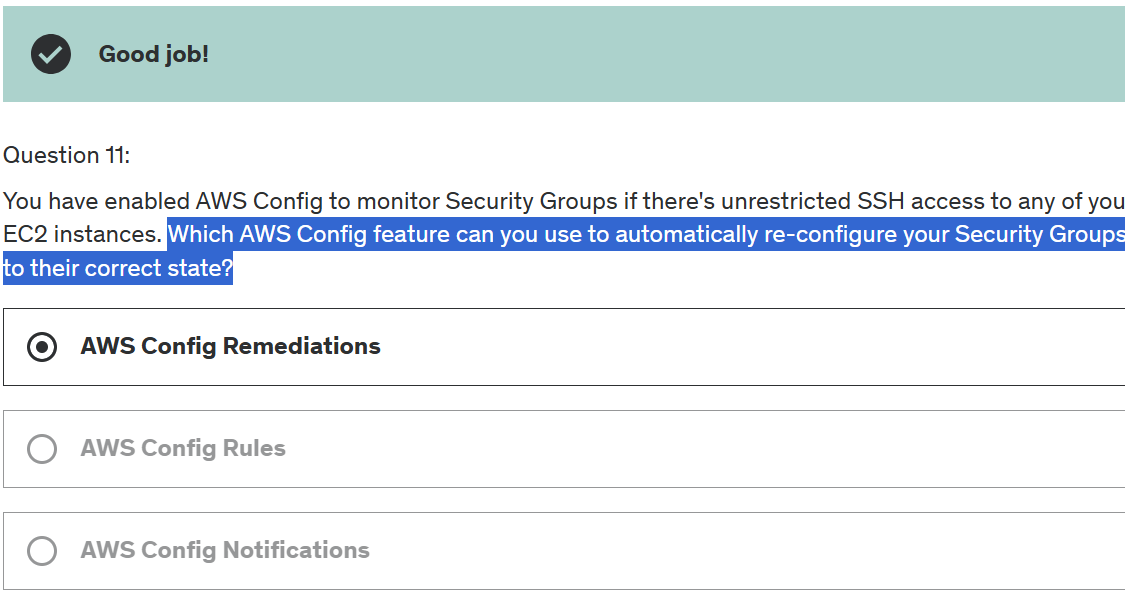 Good job!
Question 11:
You have enabled AWS Config to monitor Security Groups if there's unrestricted SSH access to any of you
EC2 instances. Which AWS Config feature can you use to automatically re-configure your Security Groups
to their correct state?
AWS Config Remediations
AWS Config Rules
AWS Config Notifications